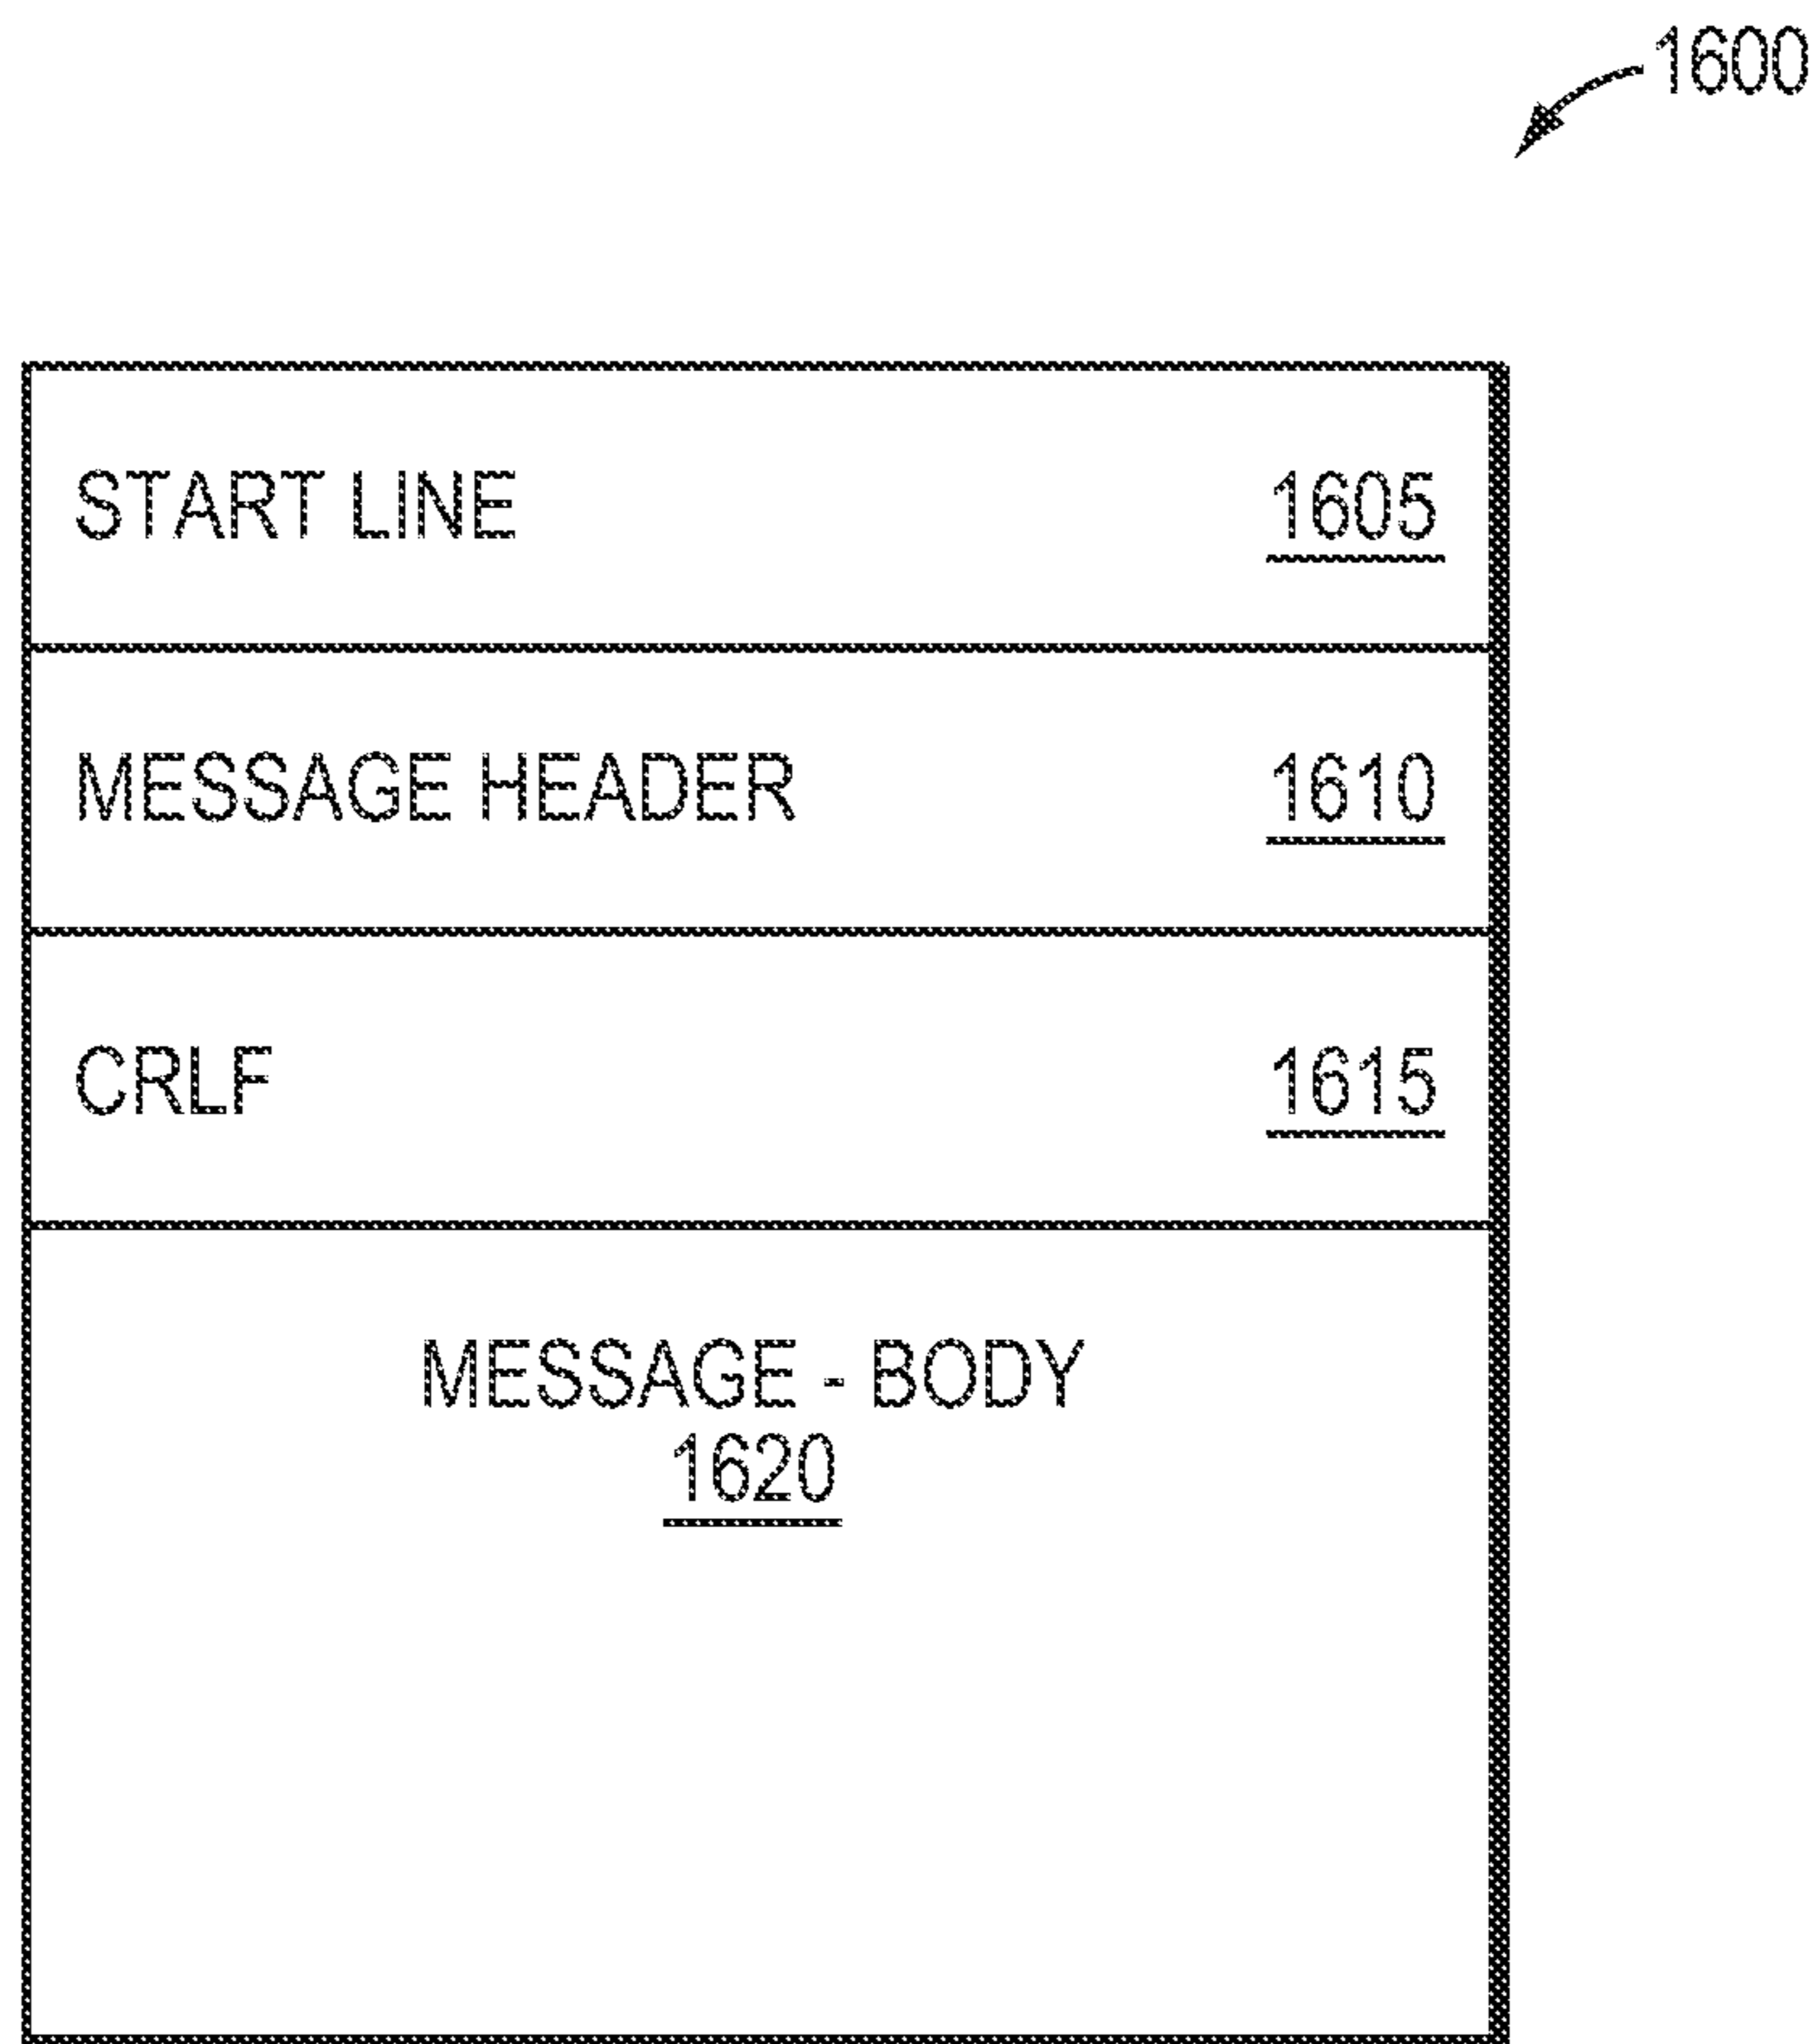 1600
START LINE 1605
MESSAGE HEADER 1610
CRLF 1615
MESSAGE - BODY
1620